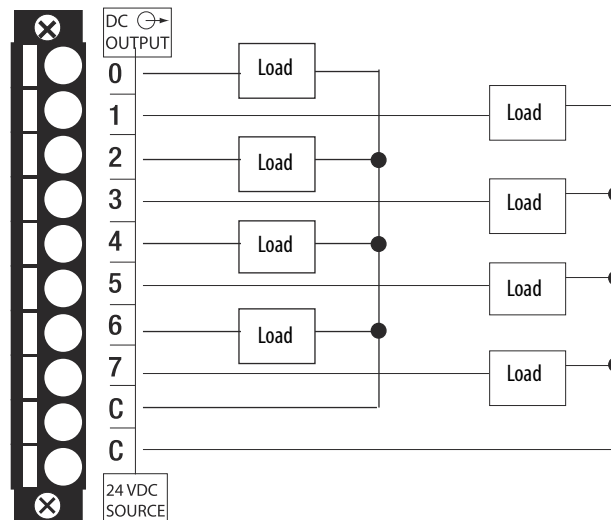 DC
OUTPUT
0 Load
1 Load
2 Load
3 Load
4 Load
5 Load
6 Load
7 Load
C
C
24 VDC
SOURCE